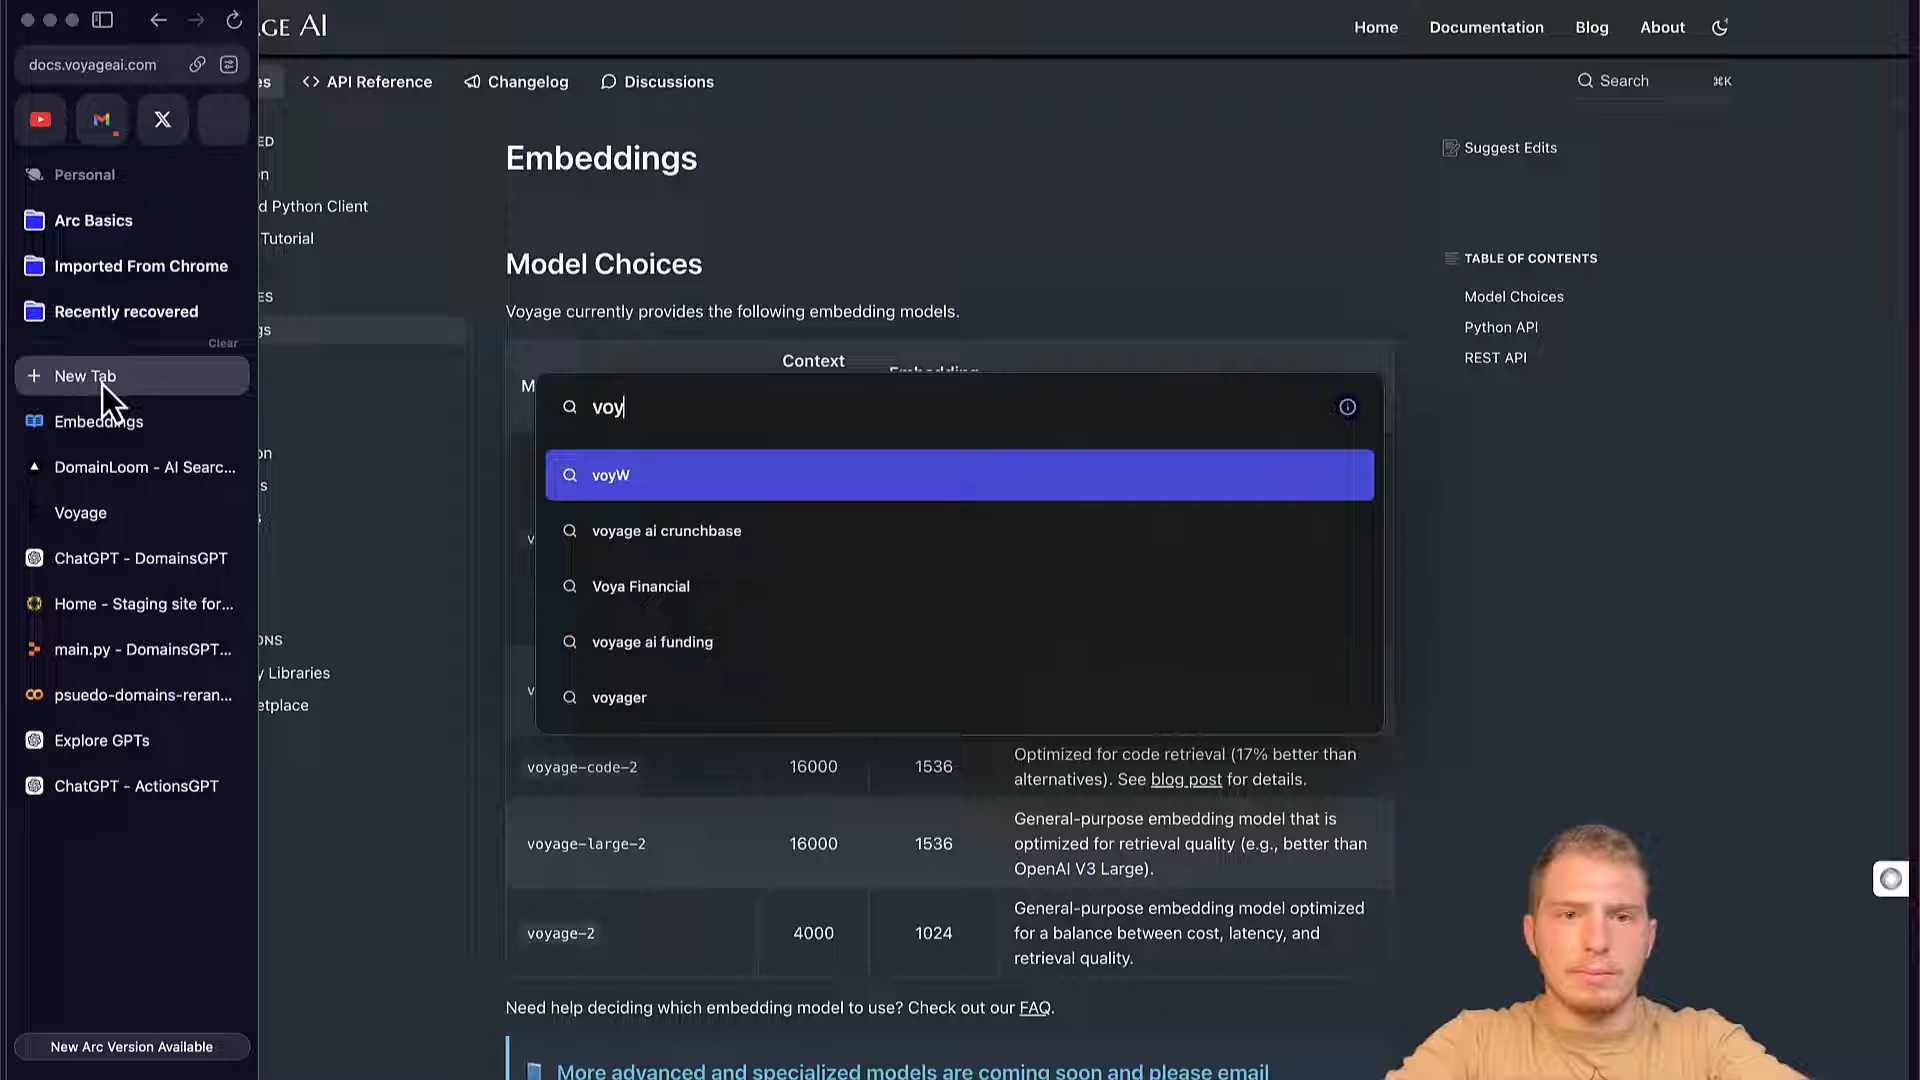 docs.voyageai.com
Personal
Arc Basics
Imported From Chrome
Recently recovered
Clear
New Tab
Embeddings
DomainLoom - AI Searc...
Voyage
ChatGPT - DomainsGPT
Home - Staging site for...
main.py - DomainsGPT...
psuedo-domains-reran...
Explore GPTs
ChatGPT - ActionsGPT
New Arc Version Available
GE AI
Home
Documentation
Blog
About
es
<> API Reference
Changelog
Discussions
Search
⌘K
ED
on
d Python Client
Tutorial
ES
gs
on
s
ONS
y Libraries
etplace
Embeddings
Model Choices
Voyage currently provides the following embedding models.
Context
Embedding
M
voy
voyW
voyage ai crunchbase
Voya Financial
voyage ai funding
voyager
v
v
voyage-code-2
16000
1536
Optimized for code retrieval (17% better than
alternatives). See blog post for details.
voyage-large-2
16000
1536
General-purpose embedding model that is
optimized for retrieval quality (e.g., better than
OpenAI V3 Large).
voyage-2
4000
1024
General-purpose embedding model optimized
for a balance between cost, latency, and
retrieval quality.
Need help deciding which embedding model to use? Check out our FAQ.
More advanced and specialized models are coming soon and please email
Suggest Edits
TABLE OF CONTENTS
Model Choices
Python API
REST API